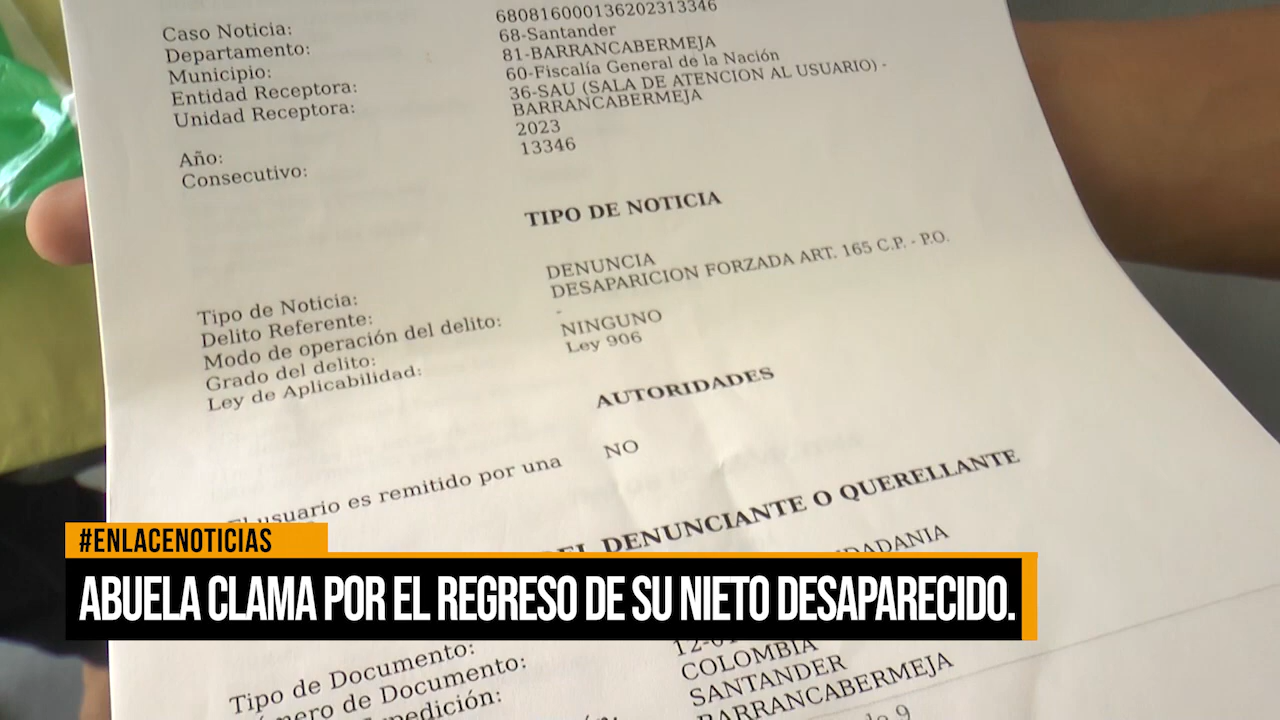 680816000136202313346
Caso Noticia:
68-Santander
Departamento:
81-BARRANCABERMEJA
Municipio:
60-Fiscalía General de la Nación
Entidad Receptora:
36-SAU (SALA DE ATENCION AL USUARIO) -
BARRANCABERMEJA
Unidad Receptora:
2023
Año:
13346
Consecutivo:
TIPO DE NOTICIA
DENUNCIA
Tipo de Noticia:
DESAPARICION FORZADA ART. 165 C.P. - P.O.
Delito Referente:
-
Modo de operación del delito:
NINGUNO
Grado del delito:
Ley 906
Ley de Aplicabilidad:
AUTORIDADES
NO
usuario es remitido por una
DENUNCIANTE O QUERELLANTE
#ENLACENOTICIAS
ABUELA CLAMA POR EL REGRESO DE SU NIETO DESAPARECIDO.
Tipo de Documento:
de Documento:
COLOMBIA
SANTANDER
BARRANCABERMEJA
9